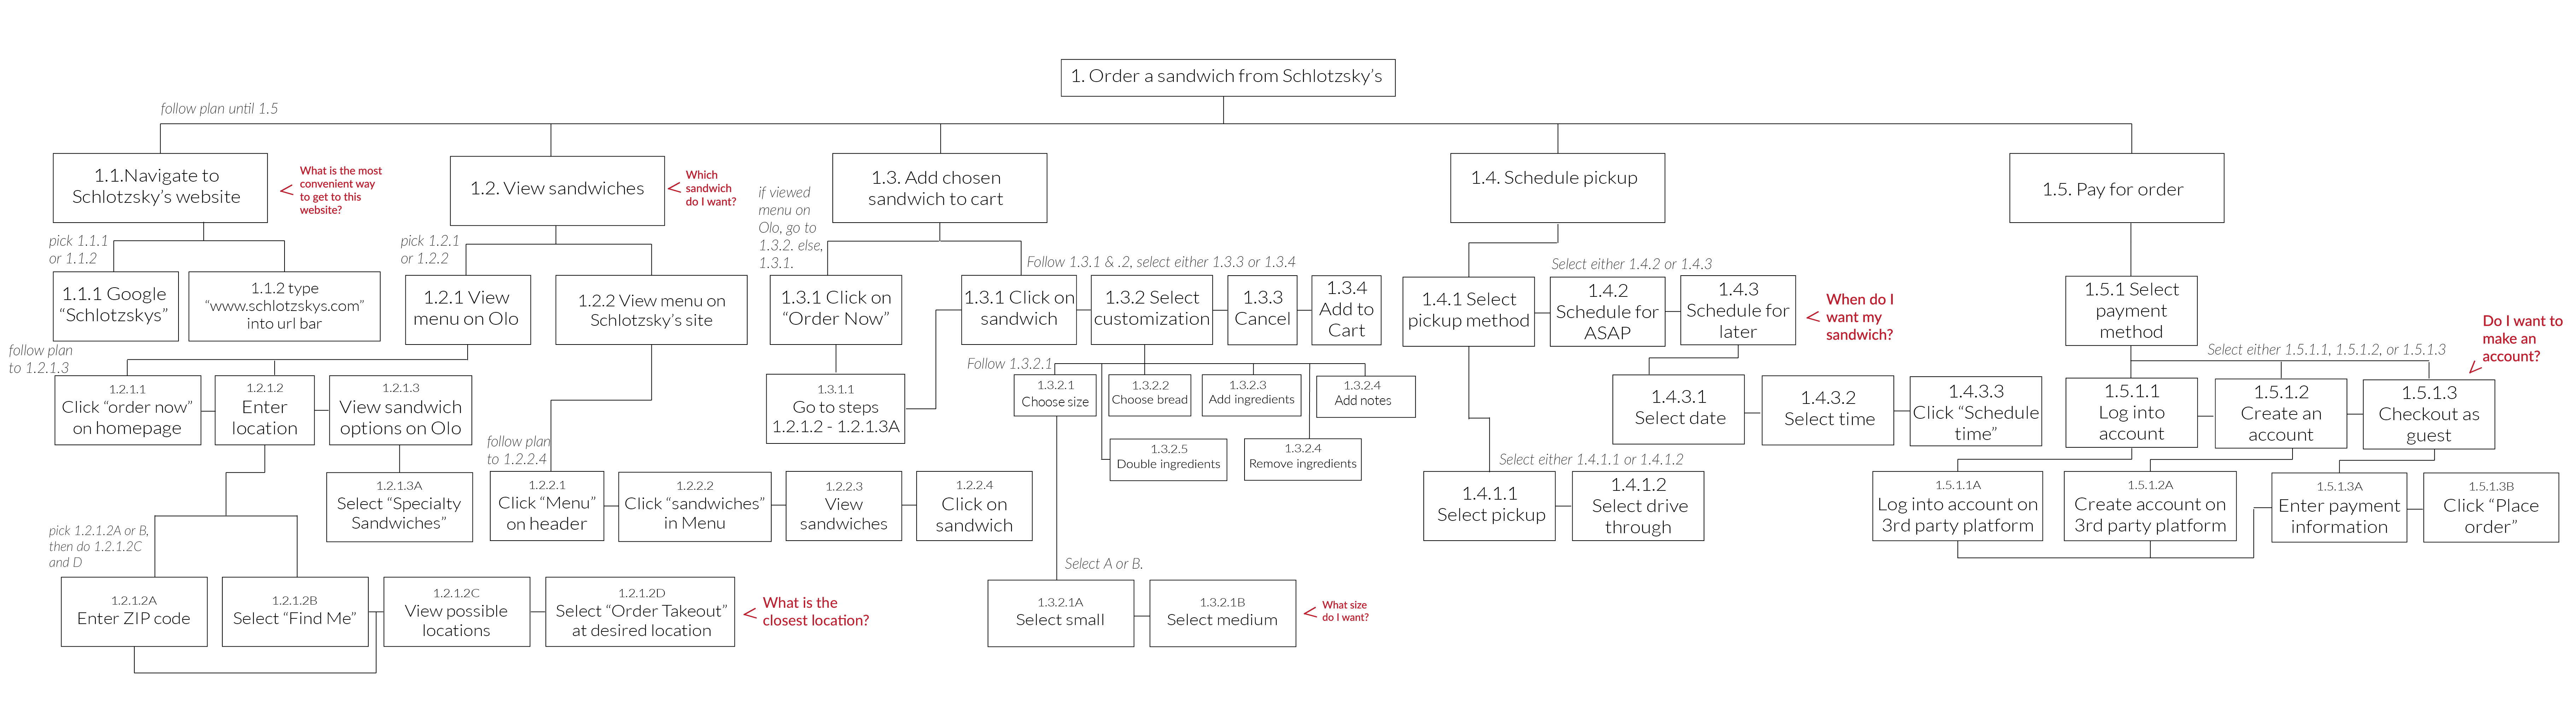 1. Order a sandwich from Schlotzsky's
follow plan until 1.5
1.1.Navigate to
Schlotzsky's website
What is the most
convenient way
to get to this
website?
1.2. View sandwiches
Which
sandwich
do I want?
if viewed
menu on
Olo, go to
1.3.2. else,
1.3.1.
1.3. Add chosen
sandwich to cart
1.4. Schedule pickup
1.5. Pay for order
pick 1.1.1
or 1.1.2
1.1.1 Google
“Schlotzskys”
1.1.2 type
“www.schlotzskys.com”
into url bar
pick 1.2.1
or 1.2.2
1.2.1 View
menu on Olo
1.2.2 View menu on
Schlotzsky's site
1.3.1 Click on
“Order Now”
Follow 1.3.1 & .2, select either 1.3.3 or 1.3.4
1.3.1 Click on
sandwich
1.3.2 Select
customization
1.3.3
Cancel
1.3.4
Add to
Cart
1.4.1 Select
pickup method
Select either 1.4.2 or 1.4.3
1.4.2
Schedule for
ASAP
1.4.3
Schedule for
later
When do I
want my
sandwich?
1.5.1 Select
payment
method
Select either 1.5.1.1, 1.5.1.2, or 1.5.1.3
Do I want to
make an
account?
follow plan
to 1.2.1.3
1.2.1.1
Click “order now”
on homepage
1.2.1.2
Enter
location
1.2.1.3
View sandwich
options on Olo
1.3.1.1
Go to steps
1.2.1.2 - 1.2.1.3A
Follow 1.3.2.1
1.3.2.1
Choose size
1.3.2.2
Choose bread
1.3.2.3
Add ingredients
1.3.2.4
Add notes
1.3.2.5
Double ingredients
1.3.2.4
Remove ingredients
1.4.3.1
Select date
1.4.3.2
Select time
1.4.3.3
Click “Schedule
time”
1.5.1.1
Log into
account
1.5.1.2
Create an
account
1.5.1.3
Checkout as
guest
1.2.1.3A
Select “Specialty
Sandwiches”
follow plan
to 1.2.2.4
1.2.2.1
Click “Menu”
on header
1.2.2.2
Click “sandwiches”
in Menu
1.2.2.3
View
sandwiches
1.2.2.4
Click on
sandwich
Select either 1.4.1.1 or 1.4.1.2
1.4.1.1
Select pickup
1.4.1.2
Select drive
through
1.5.1.1A
Log into account on
3rd party platform
1.5.1.2A
Create account on
3rd party platform
1.5.1.3A
Enter payment
information
1.5.1.3B
Click “Place
order”
pick 1.2.1.2A or B,
then do 1.2.1.2C
and D
1.2.1.2A
Enter ZIP code
1.2.1.2B
Select “Find Me”
1.2.1.2C
View possible
locations
1.2.1.2D
Select “Order Takeout”
at desired location
What is the
closest location?
Select A or B.
1.3.2.1A
Select small
1.3.2.1B
Select medium
What size
do I want?